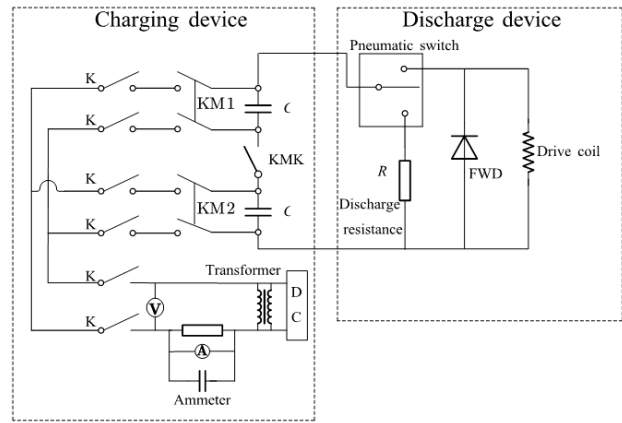 Charging device
Discharge device
Pneumatic switch
K
KM1
C
K
KMK
K
KM2
C
K
R
Discharge
resistance
FWD
Drive coil
Transformer
K
V
D
C
K
A
Ammeter